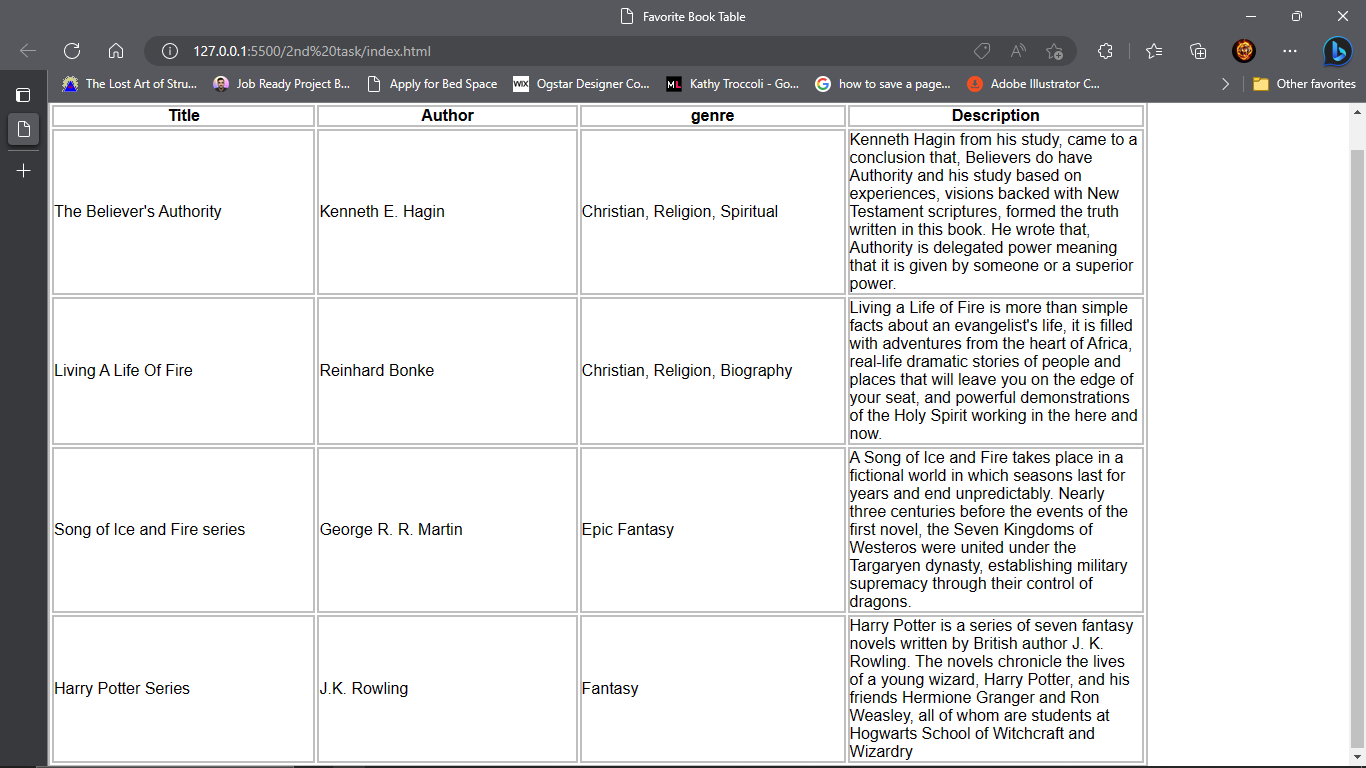 Favorite Book Table
127.0.0.1:5500/2nd%20task/index.html
The Lost Art of Stru... Job Ready Project B... Apply for Bed Space WIX Ogstar Designer Co... ML Kathy Troccoli - Go... how to save a page... Adobe Illustrator C... Other favorites
Title Author genre Description
The Believer's Authority
Kenneth E. Hagin
Christian, Religion, Spiritual
Kenneth Hagin from his study, came to a
conclusion that, Believers do have
Authority and his study based on
experiences, visions backed with New
Testament scriptures, formed the truth
written in this book. He wrote that,
Authority is delegated power meaning
that it is given by someone or a superior
power.
Living A Life Of Fire
Reinhard Bonke
Christian, Religion, Biography
Living a Life of Fire is more than simple
facts about an evangelist's life, it is filled
with adventures from the heart of Africa,
real-life dramatic stories of people and
places that will leave you on the edge of
your seat, and powerful demonstrations
of the Holy Spirit working in the here and
now.
Song of Ice and Fire series
George R. R. Martin
Epic Fantasy
A Song of Ice and Fire takes place in a
fictional world in which seasons last for
years and end unpredictably. Nearly
three centuries before the events of the
first novel, the Seven Kingdoms of
Westeros were united under the
Targaryen dynasty, establishing military
supremacy through their control of
dragons.
Harry Potter Series
J.K. Rowling
Fantasy
Harry Potter is a series of seven fantasy
novels written by British author J. K.
Rowling. The novels chronicle the lives
of a young wizard, Harry Potter, and his
friends Hermione Granger and Ron
Weasley, all of whom are students at
Hogwarts School of Witchcraft and
Wizardry